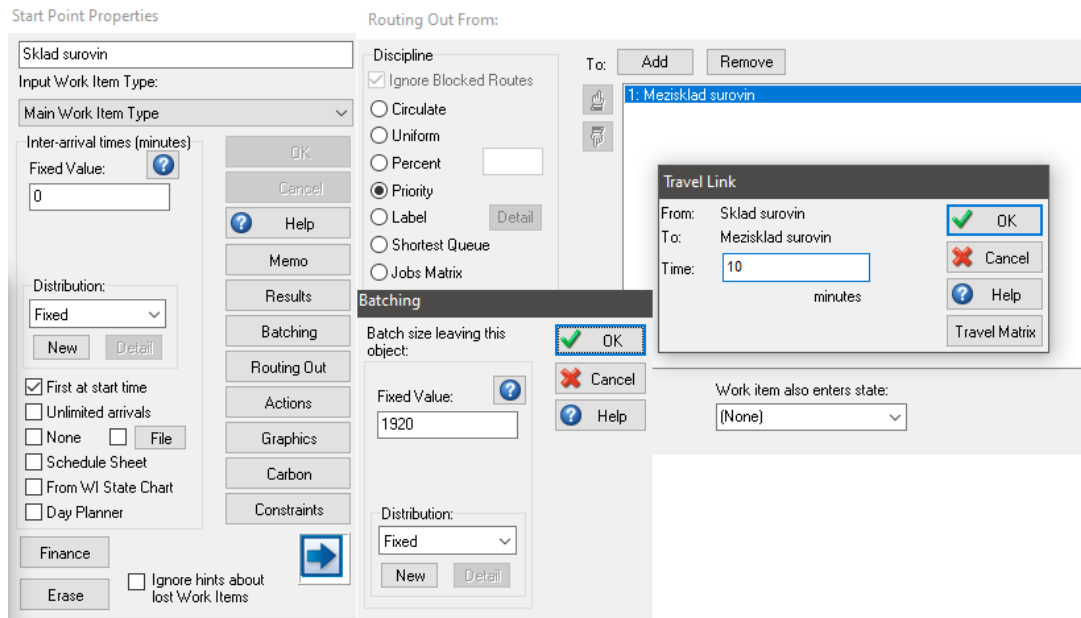 Start Point Properties
Sklad surovin
Input Work Item Type:
Main Work Item Type
Inter-arrival times (minutes)
Fixed Value:
0
Distribution:
Fixed
New
Detail
First at start time
Unlimited arrivals
None
File
Schedule Sheet
From WI State Chart
Day Planner
Finance
Erase
Ignore hints about
lost Work Items
OK
Cancel
Help
Memo
Results
Batching
Routing Out
Actions
Graphics
Carbon
Constraints
Routing Out From:
Discipline
Ignore Blocked Routes
Circulate
Uniform
Percent
Priority
Label
Detail
Shortest Queue
Jobs Matrix
To:
Add
Remove
1: Mezisklad surovin
Travel Link
From: Sklad surovin
To: Mezisklad surovin
Time: 10
minutes
OK
Cancel
Help
Travel Matrix
Work item also enters state:
(None)
Batching
Batch size leaving this
object:
Fixed Value:
1920
Distribution:
Fixed
New
Detail
OK
Cancel
Help